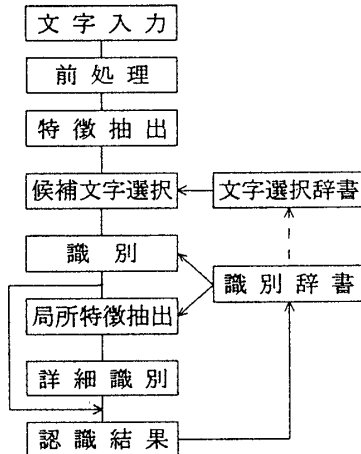 文字入力
前処理
特徴抽出
候補文字選択
文字選択辞書
識別
識別辞書
局所特徴抽出
詳細識別
認識結果